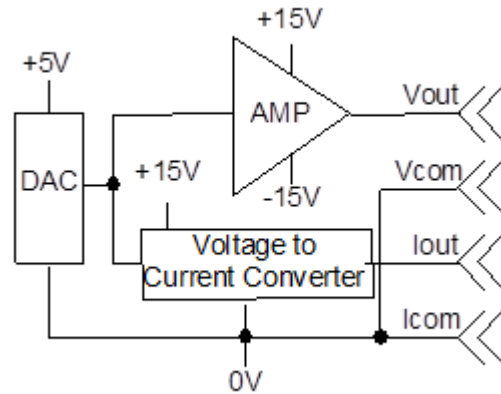 +15V
+5V
AMP
Vout
DAC
+15V
-15V
Vcom
Voltage to
Current Converter
Iout
Icom
0V